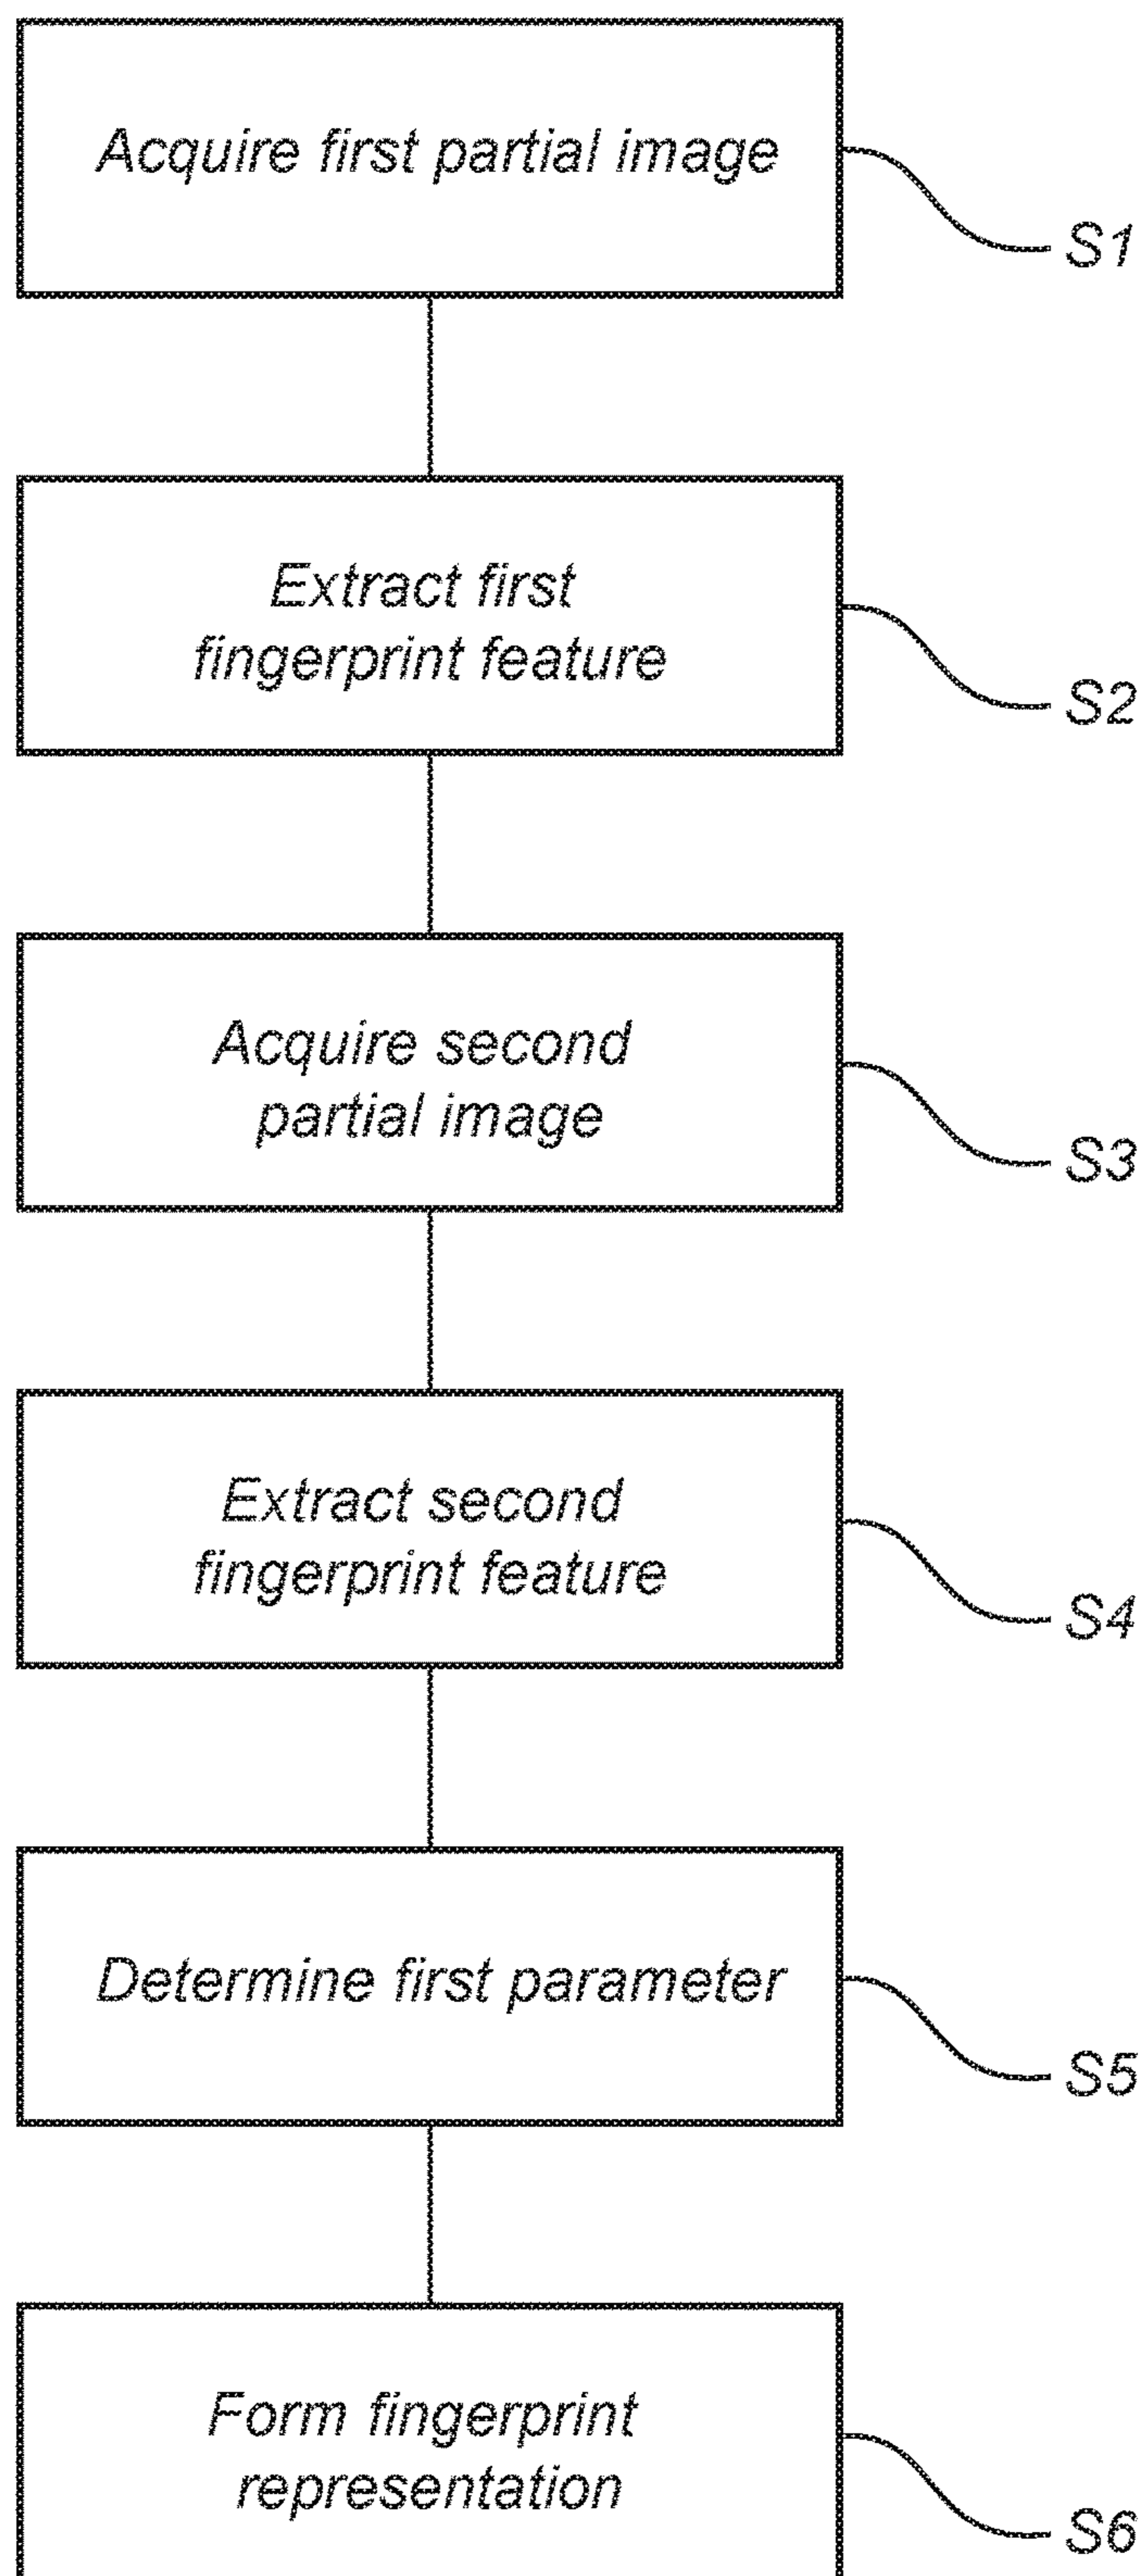 Acquire first partial image
S1
Extract first
fingerprint feature
S2
Acquire second
partial image
S3
Extract second
fingerprint feature
S4
Determine first parameter
S5
Form fingerprint
representation
S6